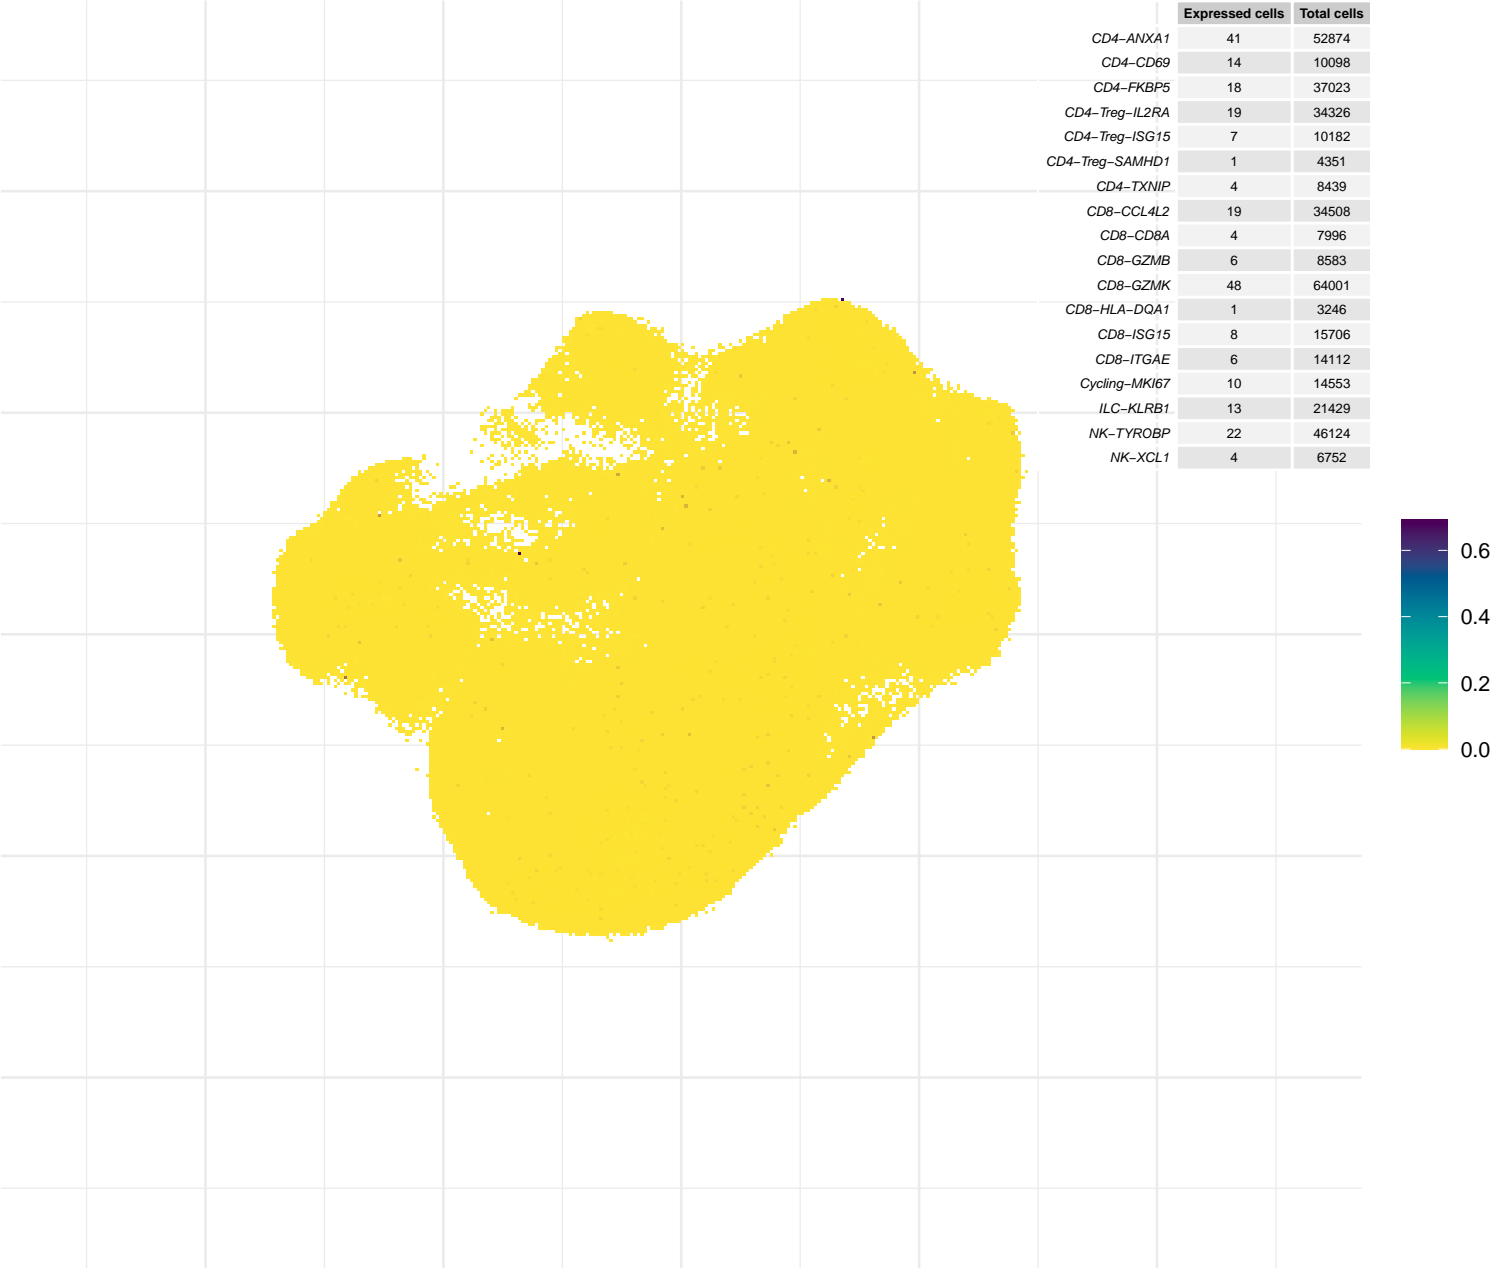 Expressed cells Total cells
CD4−ANXA1 41 52874
CD4−CD69 14 10098
CD4−FKBP5 18 37023
CD4−Treg−IL2RA 19 34326
CD4−Treg−ISG15 7 10182
CD4−Treg−SAMHD1 1 4351
CD4−TXNIP 4 8439
CD8−CCL4L2 19 34508
CD8−CD8A 4 7996
CD8−GZMB 6 8583
CD8−GZMK 48 64001
CD8−HLA−DQA1 1 3246
CD8−ISG15 8 15706
CD8−ITGAE 6 14112
Cycling−MKI67 10 14553
ILC−KLRB1 13 21429
NK−TYROBP 22 46124
NK−XCL1 4 6752
0.6
0.4
0.2
0.0